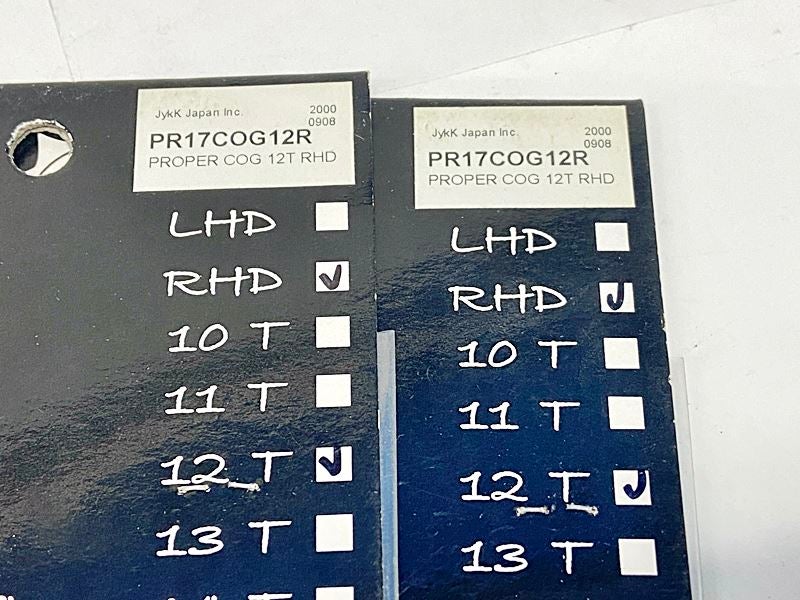 JykK Japan Inc. 2000
0908
PR17COG12R
PROPER COG 12T RHD
LHD
RHD
10 T
11 T
12 T
13 T
JykK Japan Inc. 2000
0908
PR17COG12R
PROPER COG 12T RHD
LHD
RHD
10 T
11 T
12 T
13 T